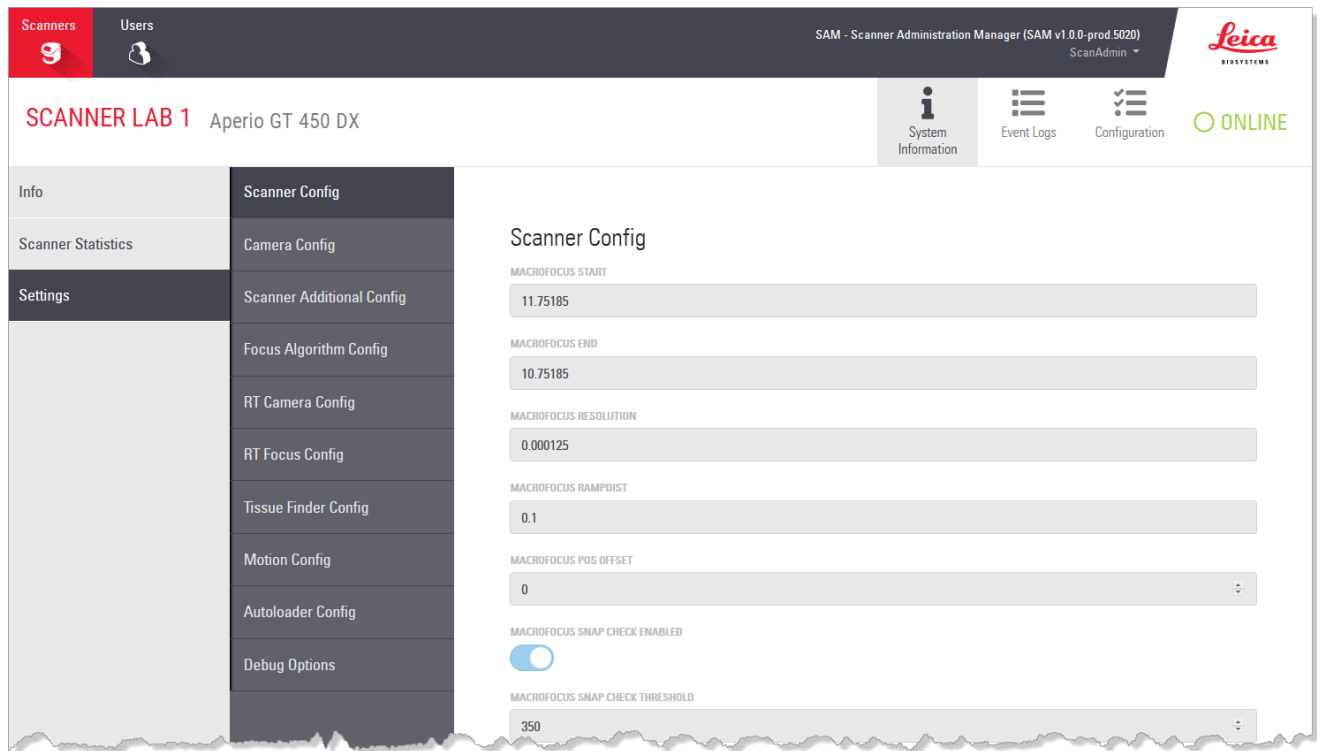 Scanners
Users
SAM - Scanner Administration Manager (SAM v1.0.0-prod.5020)
ScanAdmin
Leica
BIOSYSTEMS
SCANNER LAB 1 Aperio GT 450 DX
System
Information
Event Logs
Configuration
ONLINE
Info
Scanner Statistics
Settings
Scanner Config
Camera Config
Scanner Additional Config
Focus Algorithm Config
RT Camera Config
RT Focus Config
Tissue Finder Config
Motion Config
Autoloader Config
Debug Options
Scanner Config
MACROFOCUS START
11.75185
MACROFOCUS END
10.75185
MACROFOCUS RESOLUTION
0.000125
MACROFOCUS RAMPDIST
0.1
MACROFOCUS POS OFFSET
0
MACROFOCUS SNAP CHECK ENABLED
MACROFOCUS SNAP CHECK THRESHOLD
350